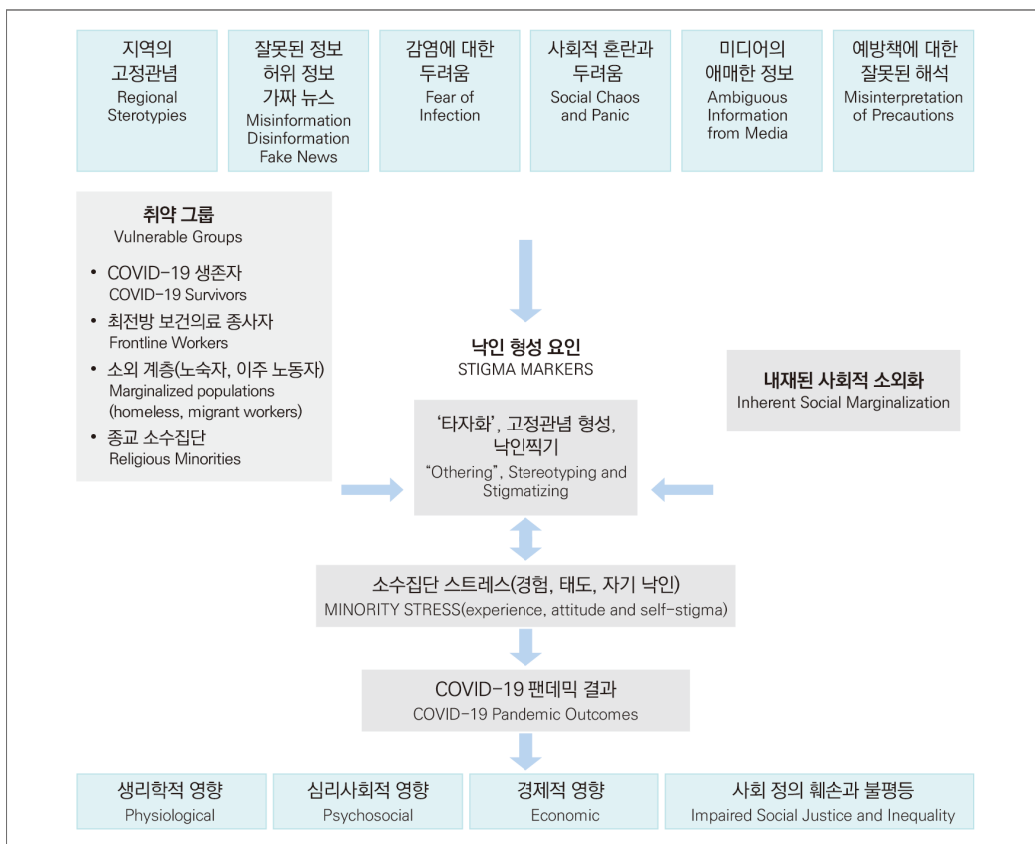 지역의
고정관념
Regional
Sterotypies
잘못된 정보
허위 정보
가짜 뉴스
Misinformation
Disinformation
Fake News
감염에 대한
두려움
Fear of
Infection
사회적 혼란과
두려움
Social Chaos
and Panic
미디어의
애매한 정보
Ambiguous
Information
from Media
예방책에 대한
잘못된 해석
Misinterpretation
of Precautions
취약 그룹
Vulnerable Groups
• COVID-19 생존자
COVID-19 Survivors
• 최전방 보건의료 종사자
Frontline Workers
• 소외 계층(노숙자, 이주 노동자)
Marginalized populations
(homeless, migrant workers)
• 종교 소수집단
Religious Minorities
낙인 형성 요인
STIGMA MARKERS
내재된 사회적 소외화
Inherent Social Marginalization
‘타자화’, 고정관념 형성,
낙인찍기
“Othering”, Stereotyping and
Stigmatizing
소수집단 스트레스(경험, 태도, 자기 낙인)
MINORITY STRESS(experience, attitude and self-stigma)
COVID-19 팬데믹 결과
COVID-19 Pandemic Outcomes
생리학적 영향
Physiological
심리사회적 영향
Psychosocial
경제적 영향
Economic
사회 정의 훼손과 불평등
Impaired Social Justice and Inequality